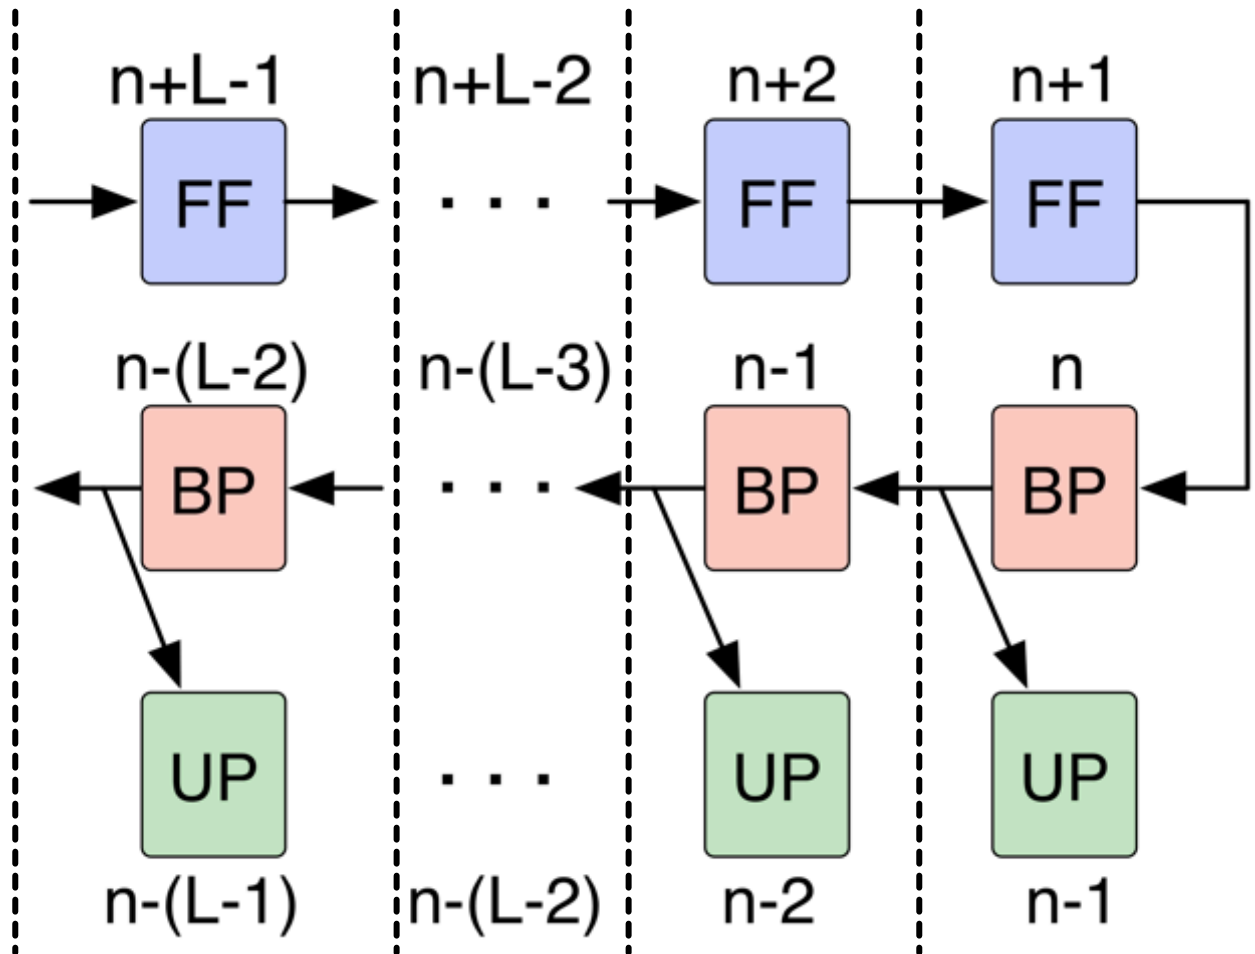 n+L-1 n+L-2 n+2 n+1
FF . . . FF FF
n-(L-2) n-(L-3) n-1 n
BP . . . BP BP
UP . . . UP UP
n-(L-1) n-(L-2) n-2 n-1